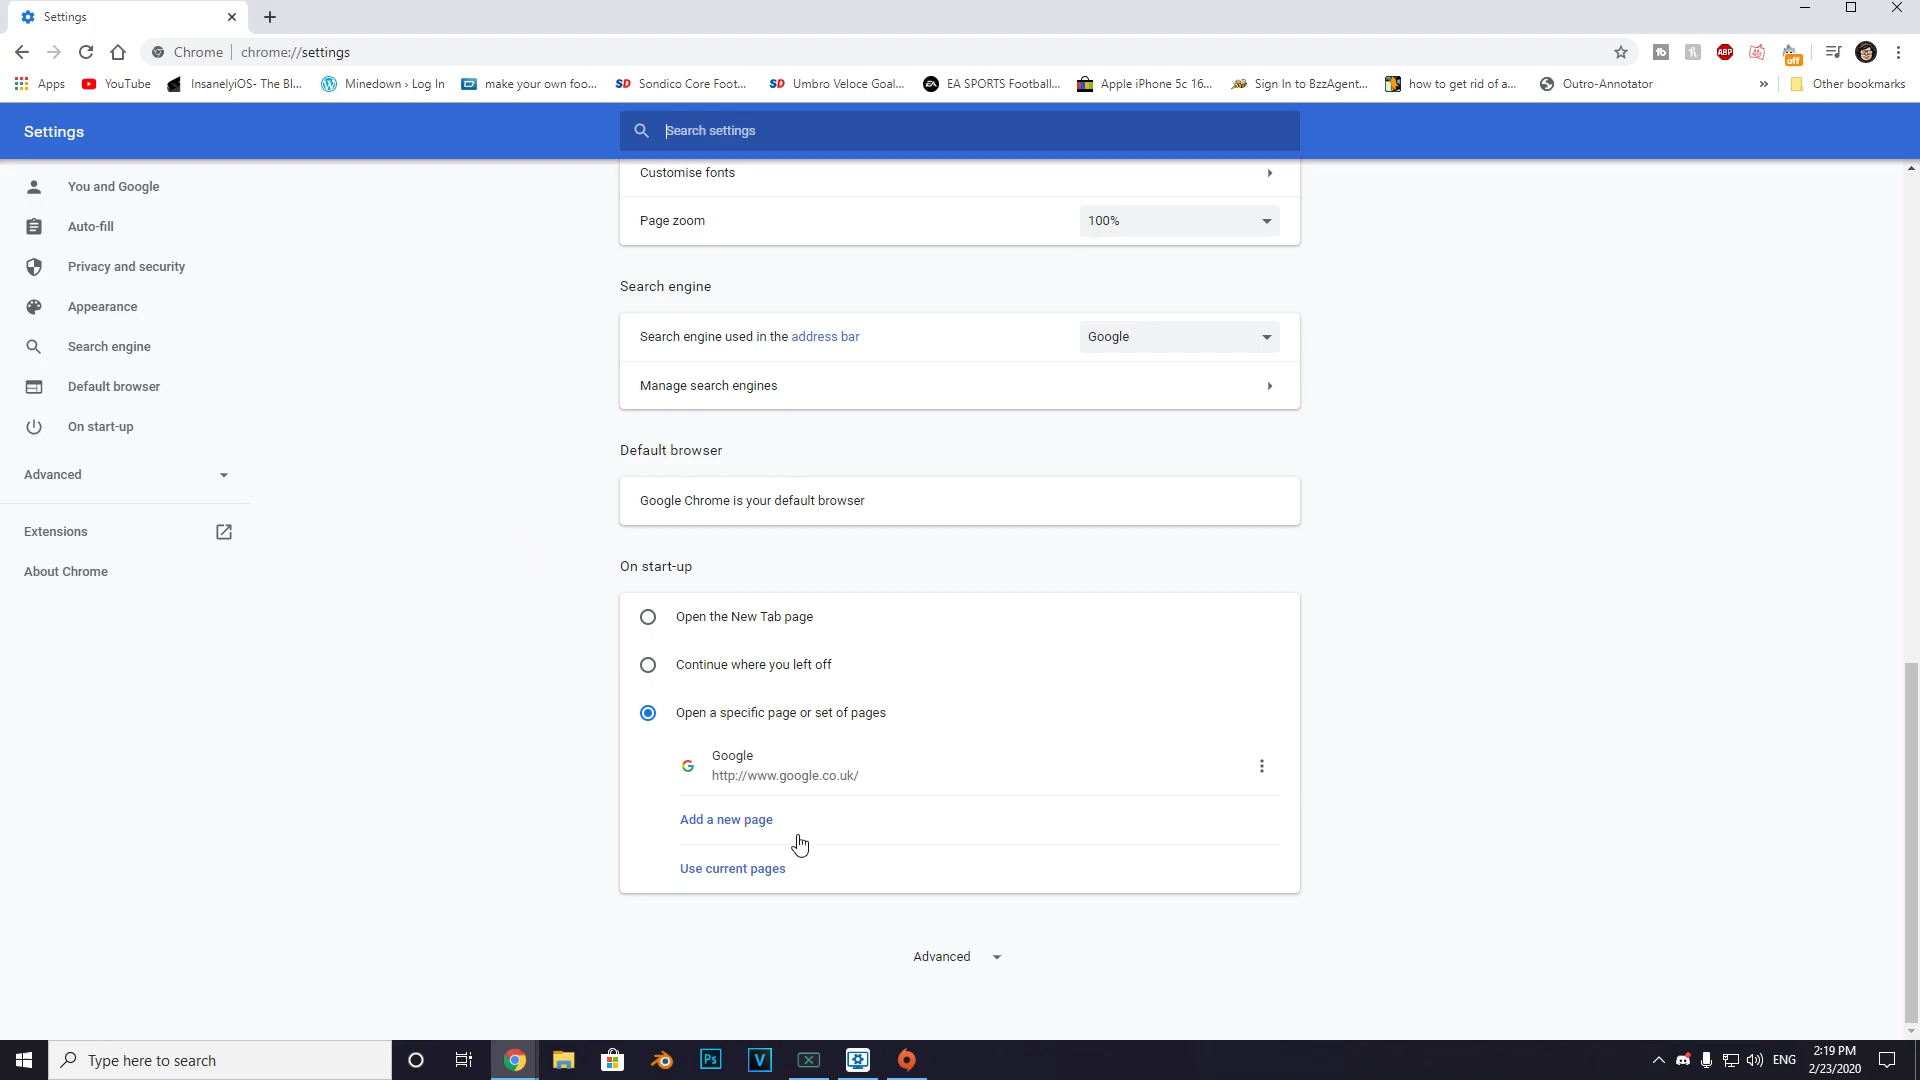 Settings
Chrome | chrome://settings
ABP
off
Apps YouTube InsanelyiOS- The Bl... Minedown › Log In make your own foo... SD Sondico Core Foot... SD Umbro Veloce Goal... EA SPORTS Football... Apple iPhone 5c 16... Sign In to BzzAgent... how to get rid of a... Outro-Annotator » Other bookmarks
Settings
Search settings
You and Google
Auto-fill
Privacy and security
Appearance
Search engine
Default browser
On start-up
Advanced
Extensions
About Chrome
Customise fonts
Page zoom 100%
Search engine
Search engine used in the address bar Google
Manage search engines
Default browser
Google Chrome is your default browser
On start-up
Open the New Tab page
Continue where you left off
Open a specific page or set of pages
Google
http://www.google.co.uk/
Add a new page
Use current pages
Advanced
Type here to search
Ps
V
ENG
2:19 PM
2/23/2020